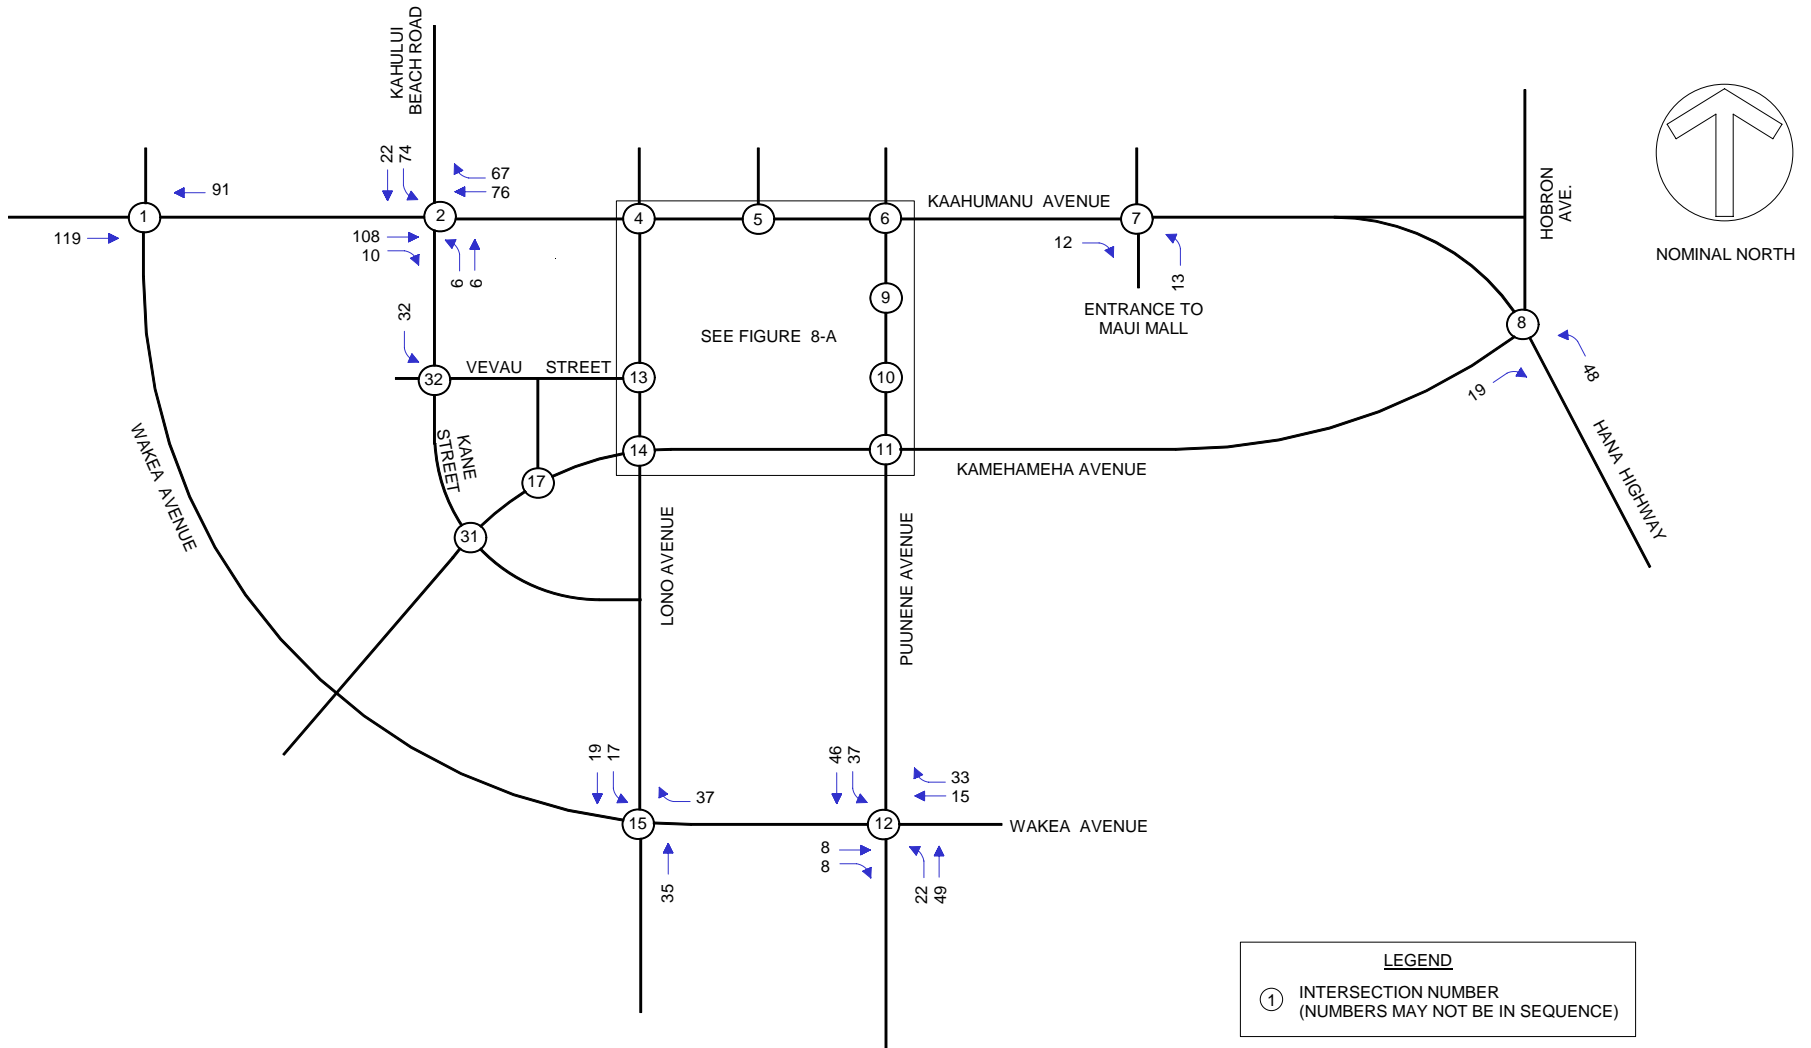 KAHULUI
BEACH ROAD
22
74
67
76
91
1
2
119
108
10
6
6
4
5
6
KAAHUMANU AVENUE
7
12
13
ENTRANCE TO
MAUI MALL
HOBRON
AVE.
NOMINAL NORTH
32
9
SEE FIGURE 8-A
8
48
19
VEVAU STREET
32
13
10
HANA HIGHWAY
WAKEA AVENUE
KANE
STREET
14
11
KAMEHAMEHA AVENUE
17
31
LONO AVENUE
PUUNENE AVENUE
19
17
37
46
37
33
15
15
12
WAKEA AVENUE
8
8
35
22
49
LEGEND
1 INTERSECTION NUMBER
(NUMBERS MAY NOT BE IN SEQUENCE)